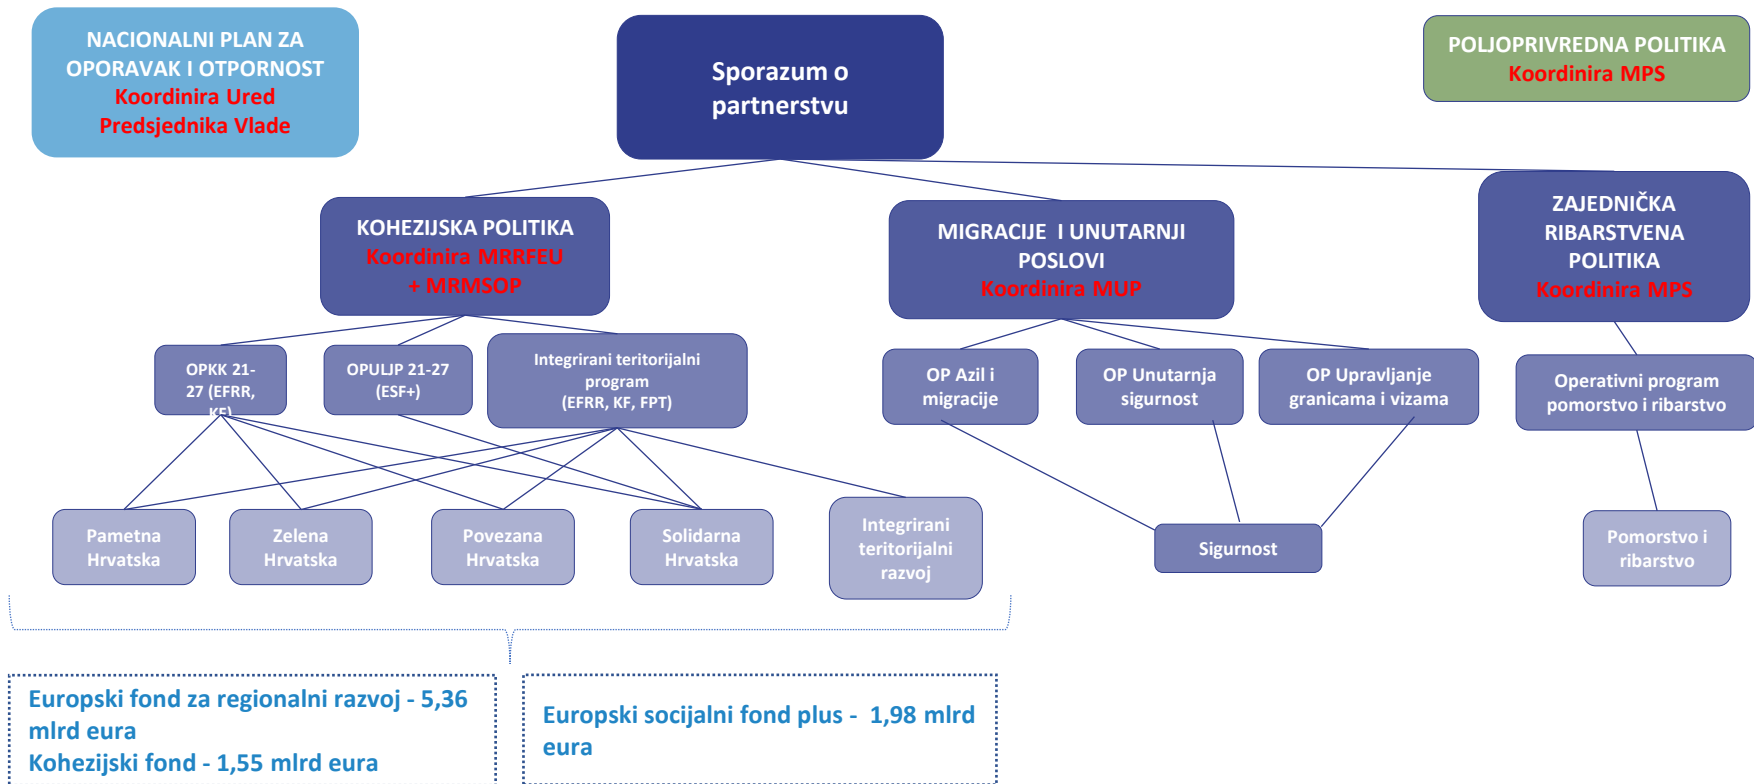 NACIONALNI PLAN ZA
OPORAVAK I OTPORNOST
Koordinira Ured
Predsjednika Vlade
Sporazum o
partnerstvu
POLJOPRIVREDNA POLITIKA
Koordinira MPS
KOHEZIJSKA POLITIKA
Koordinira MRRFEU
+ MRMSOP
MIGRACIJE I UNUTARNJI
POSLOVI
Koordinira MUP
ZAJEDNIČKA
RIBARSTVENA
POLITIKA
Koordinira MPS
OPKK 21-
27 (EFRR,
KF)
OPULJP 21-27
(ESF+)
Integrirani teritorijalni
program
(EFRR, KF, FPT)
OP Azil i
migracije
OP Unutarnja
sigurnost
OP Upravljanje
granicama i vizama
Operativni program
pomorstvo i ribarstvo
Pametna
Hrvatska
Zelena
Hrvatska
Povezana
Hrvatska
Solidarna
Hrvatska
Integrirani
teritorijalni
razvoj
Sigurnost
Pomorstvo i
ribarstvo
Europski fond za regionalni razvoj - 5,36
mlrd eura
Kohezijski fond - 1,55 mlrd eura
Europski socijalni fond plus - 1,98 mlrd
eura